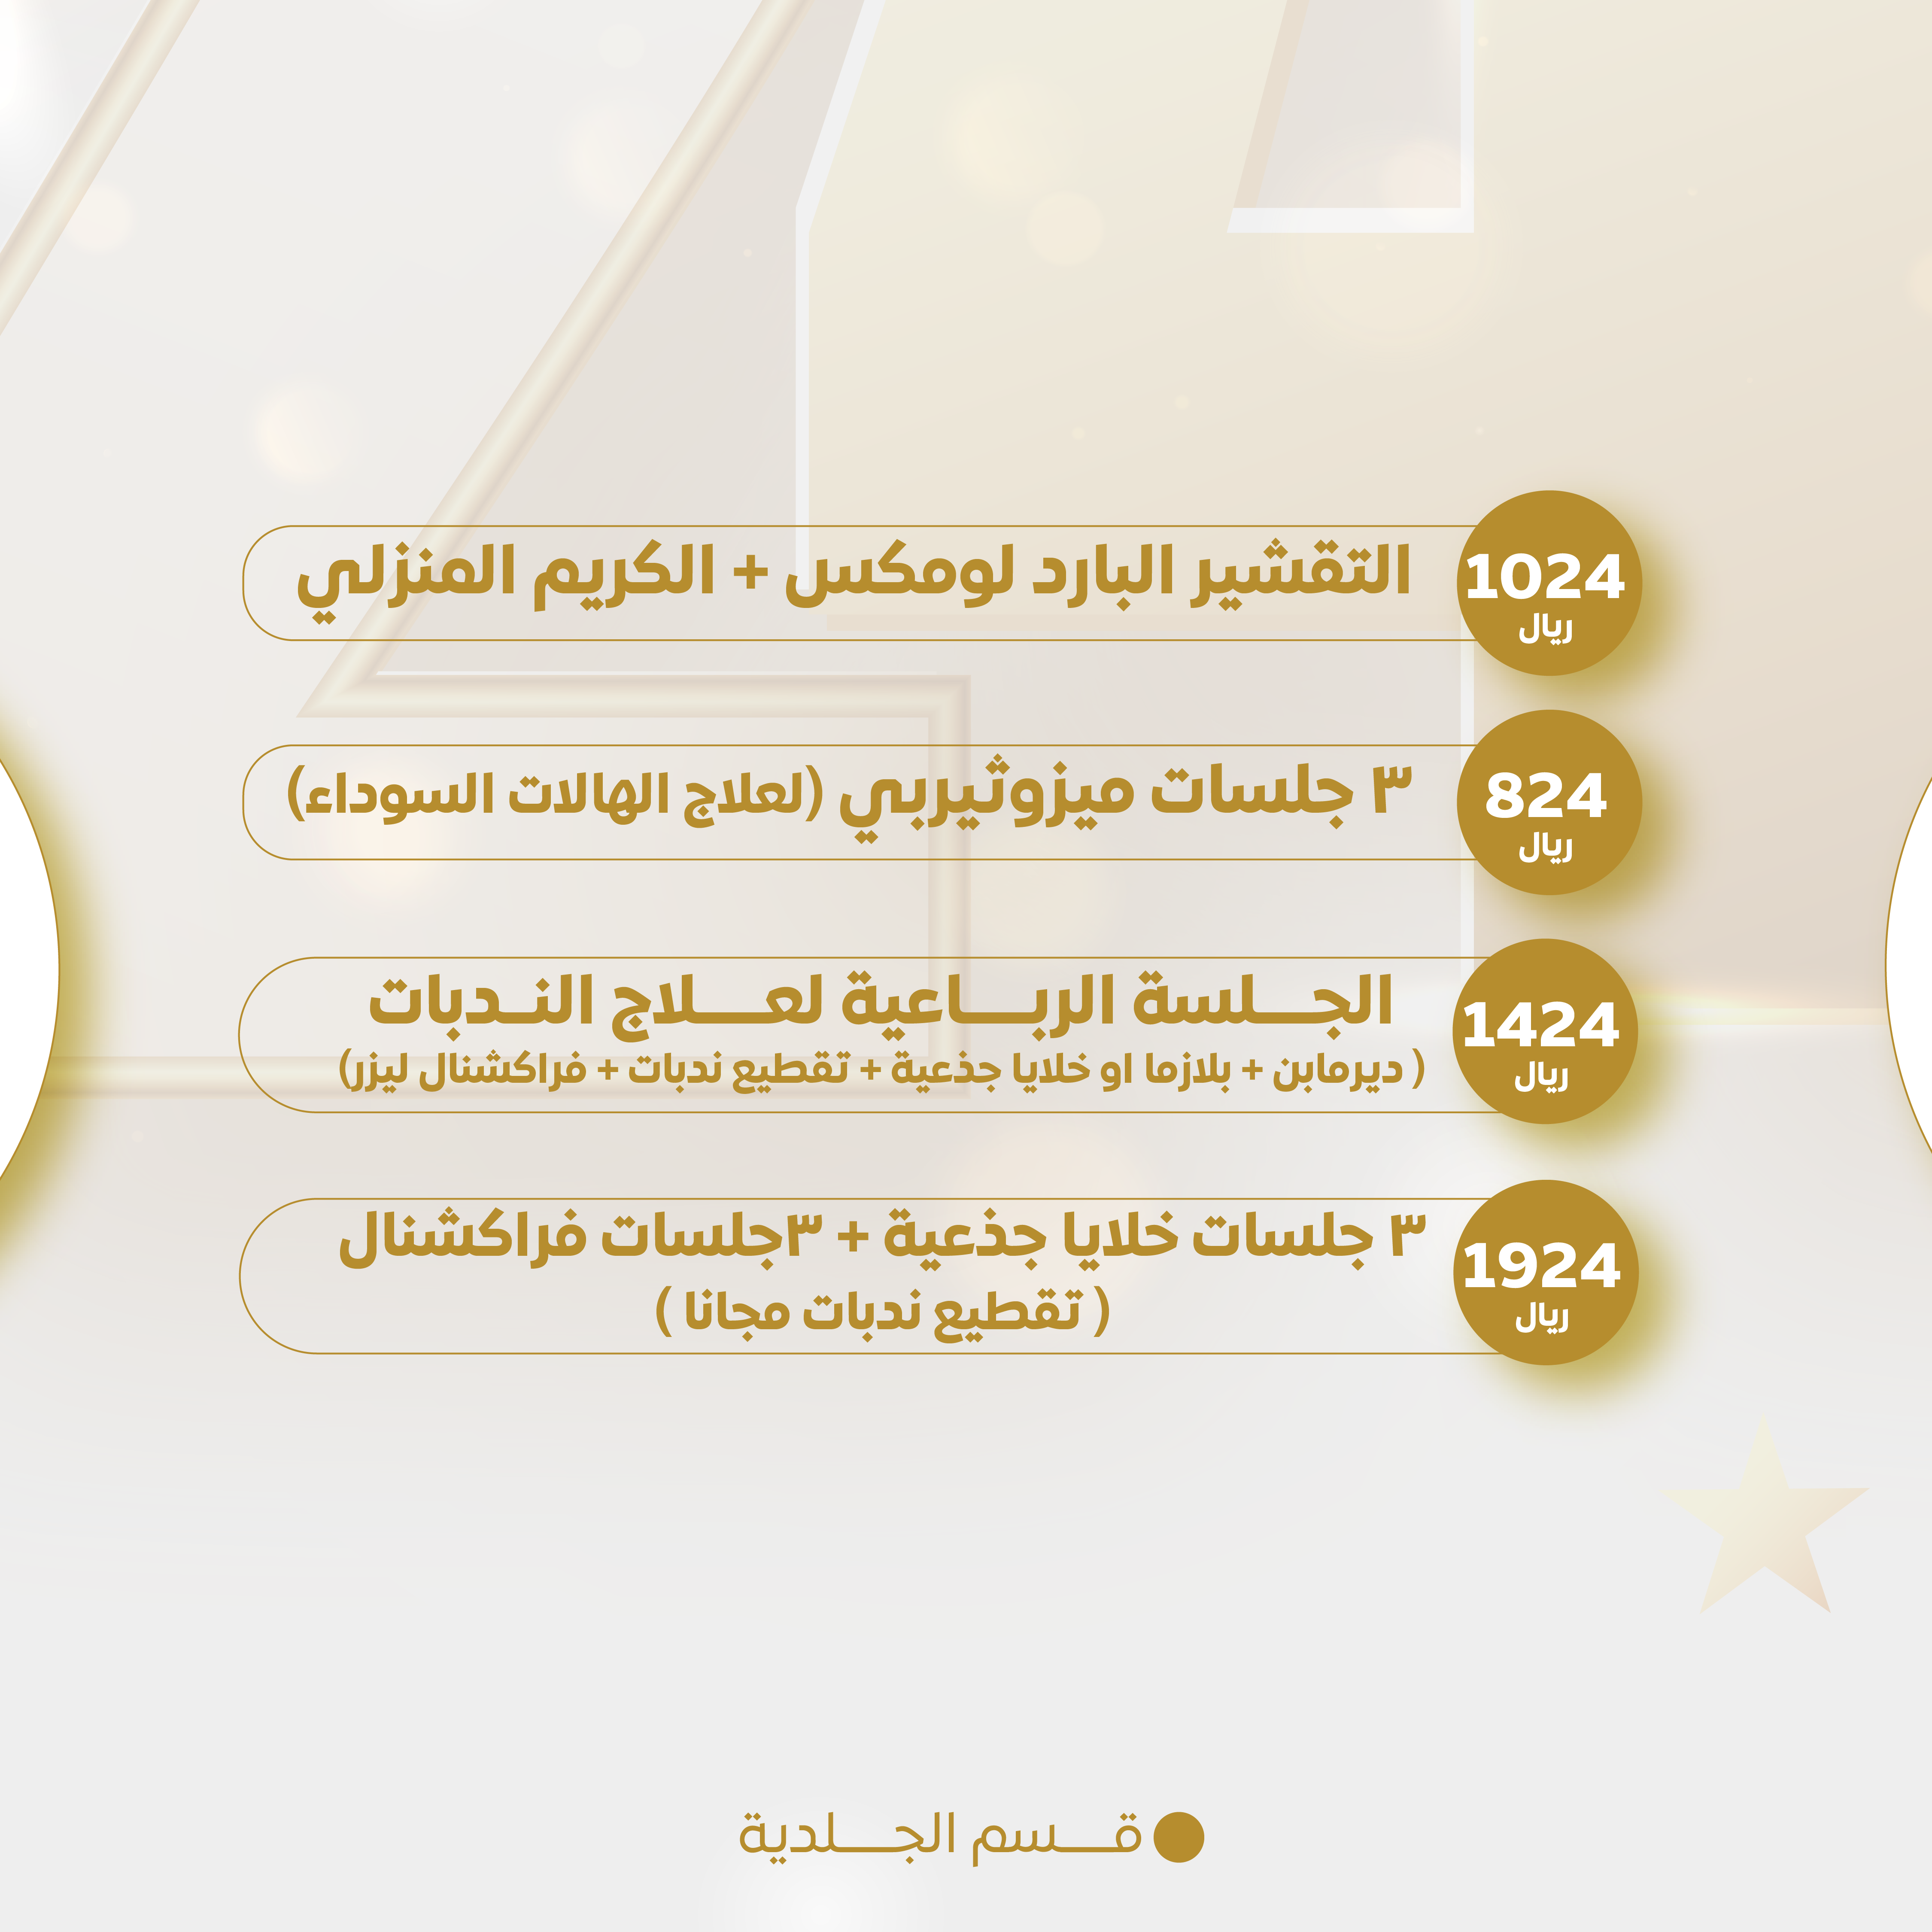 التقشير البارد لومكس + الكريم المنزلي
1024
ريال
٣ جلسات ميزوثيربي (لعلاج الهالات السوداء)
824
ريال
الجـــلسة الربـــاعية لعـــلاج النـدبات
( ديرمابن + بلازما او خلايا جذعية + تقطيع ندبات + فراكشنال ليزر)
1424
ريال
٣ جلسات خلايا جذعية + ٣جلسات فراكشنال
( تقطيع ندبات مجانا )
1924
ريال
قـــسم الجـــلدية